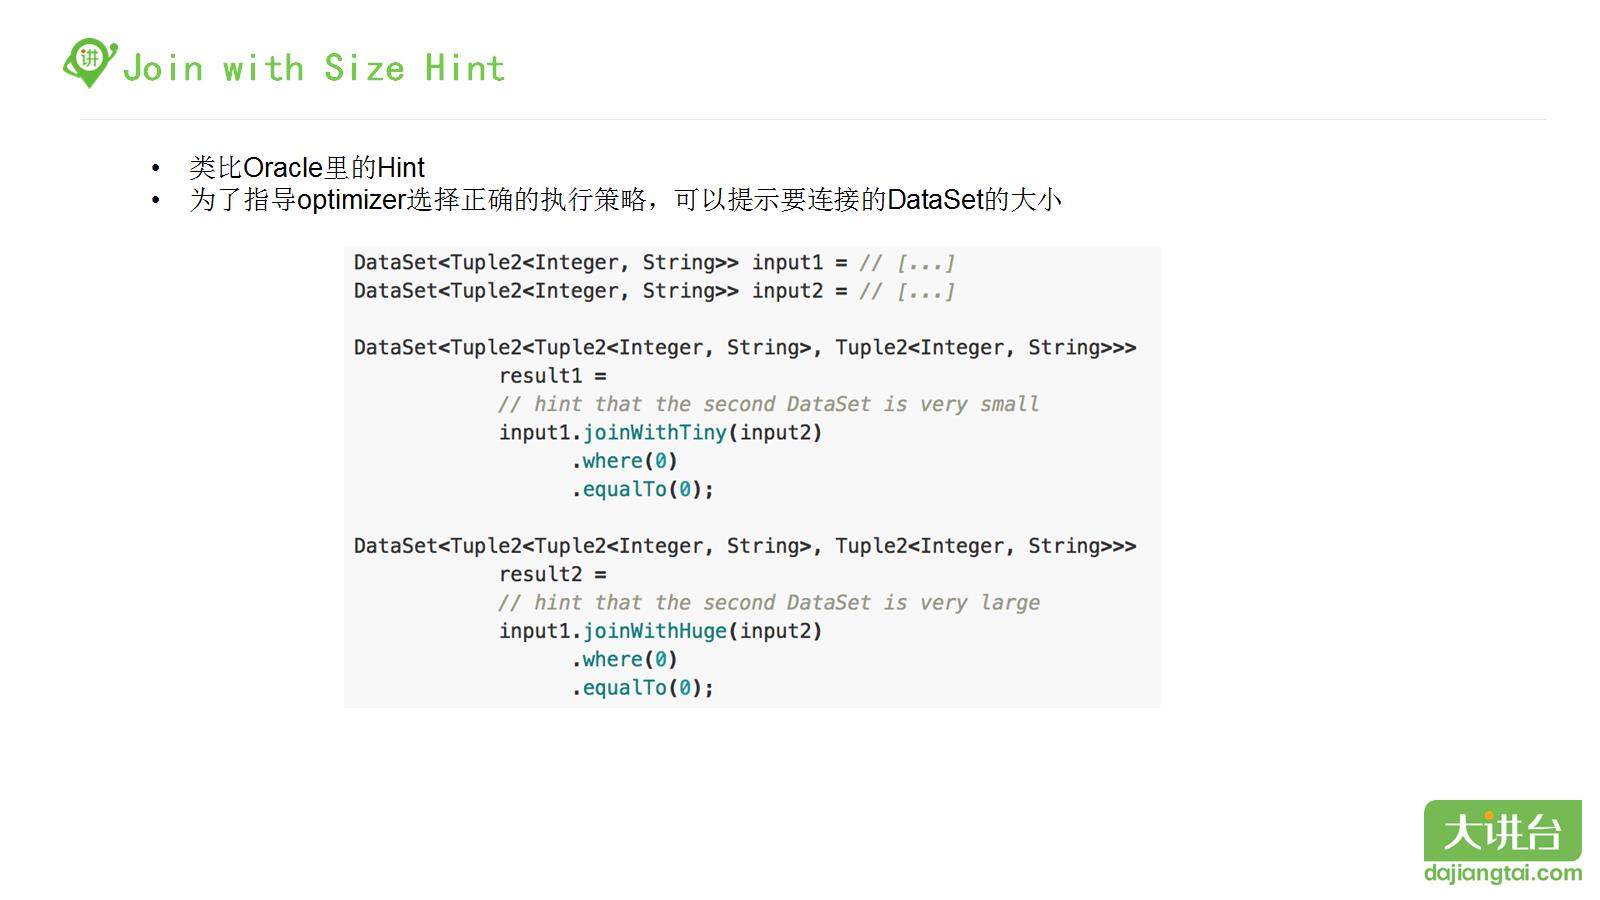 讲
Join with Size Hint
• 类比Oracle里的Hint
• 为了指导optimizer选择正确的执行策略，可以提示要连接的DataSet的大小
DataSet<Tuple2<Integer, String>> input1 = // [...]
DataSet<Tuple2<Integer, String>> input2 = // [...]
DataSet<Tuple2<Tuple2<Integer, String>, Tuple2<Integer, String>>>
result1 =
// hint that the second DataSet is very small
input1.joinWithTiny(input2)
.where(0)
.equalTo(0);
DataSet<Tuple2<Tuple2<Integer, String>, Tuple2<Integer, String>>>
result2 =
// hint that the second DataSet is very large
input1.joinWithHuge(input2)
.where(0)
.equalTo(0);
大讲台
dajiangtai.com